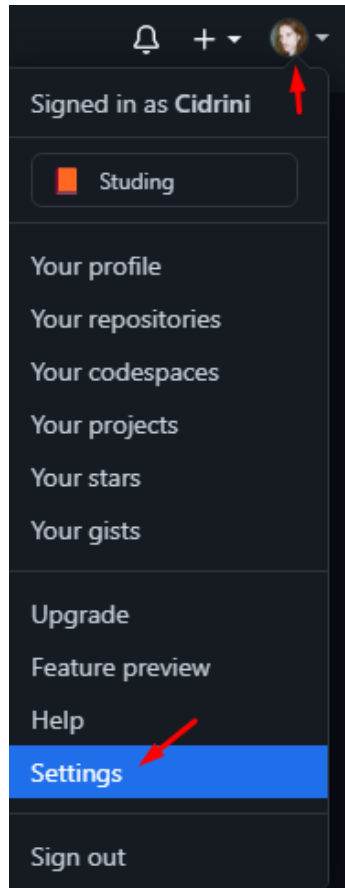 Signed in as Cidrini
Studing
Your profile
Your repositories
Your codespaces
Your projects
Your stars
Your gists
Upgrade
Feature preview
Help
Settings
Sign out